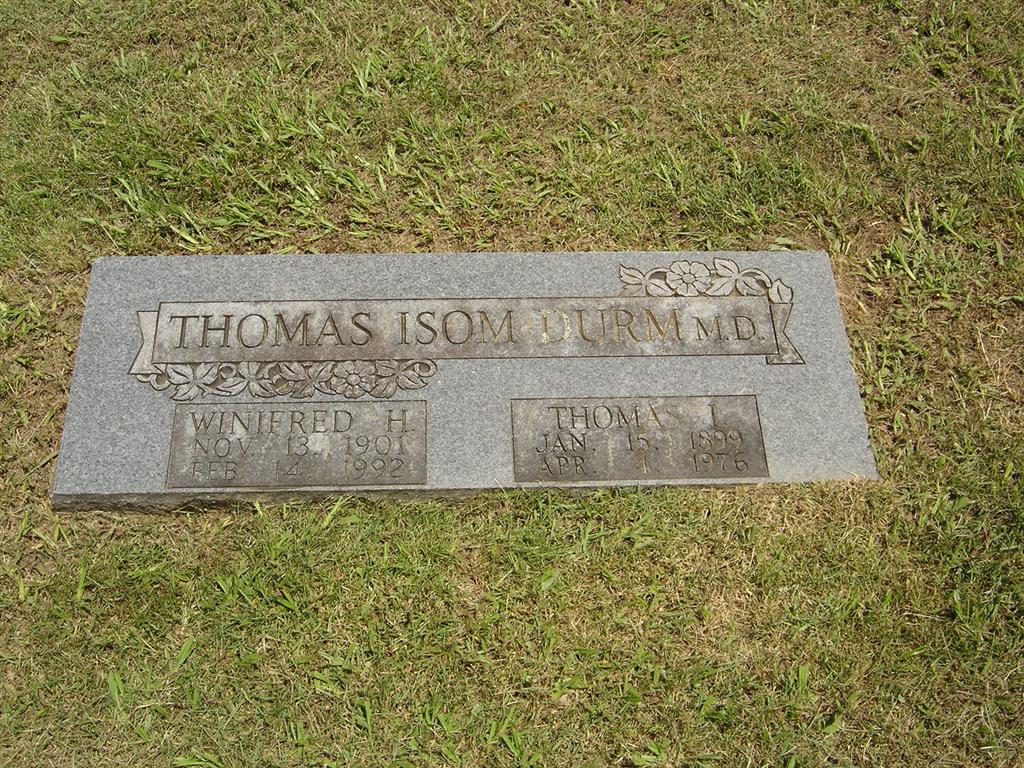 THOMAS ISOM DURM M.D.
WINIFRED H.
NOV. 13, 1901
FEB. 14, 1992
THOMAS I.
JAN. 15, 1899
APR. 4, 1976